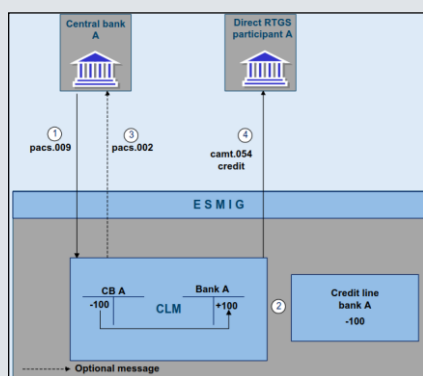 Central bank
A
Direct RTGS
participant A
1
pacs.009
3
pacs.002
4
camt.054
credit
E S M I G
CB A
-100
CLM
Bank A
+100
2
Credit line
bank A
-100
Optional message